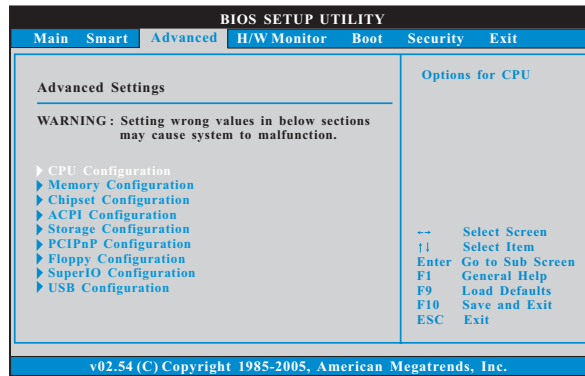 BIOS SETUP UTILITY
Main Smart Advanced H/W Monitor Boot Security Exit
Advanced Settings
WARNING : Setting wrong values in below sections
may cause system to malfunction.
CPU Configuration
Memory Configuration
Chipset Configuration
ACPI Configuration
Storage Configuration
PCIPnP Configuration
Floppy Configuration
SuperIO Configuration
USB Configuration
Options for CPU
←→ Select Screen
↑↓ Select Item
Enter Go to Sub Screen
F1 General Help
F9 Load Defaults
F10 Save and Exit
ESC Exit
v02.54 (C) Copyright 1985-2005, American Megatrends, Inc.